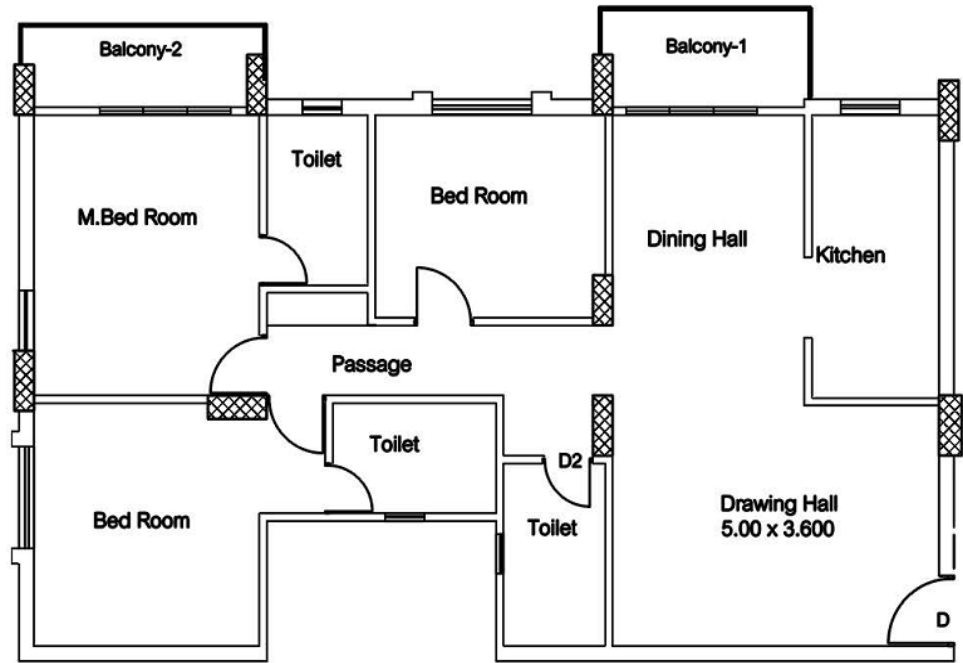 Balcony-2
Balcony-1
Toilet
Bed Room
M.Bed Room
Dining Hall
Kitchen
Passage
Toilet
D2
Bed Room
Drawing Hall
5.00 x 3.600
Toilet
D